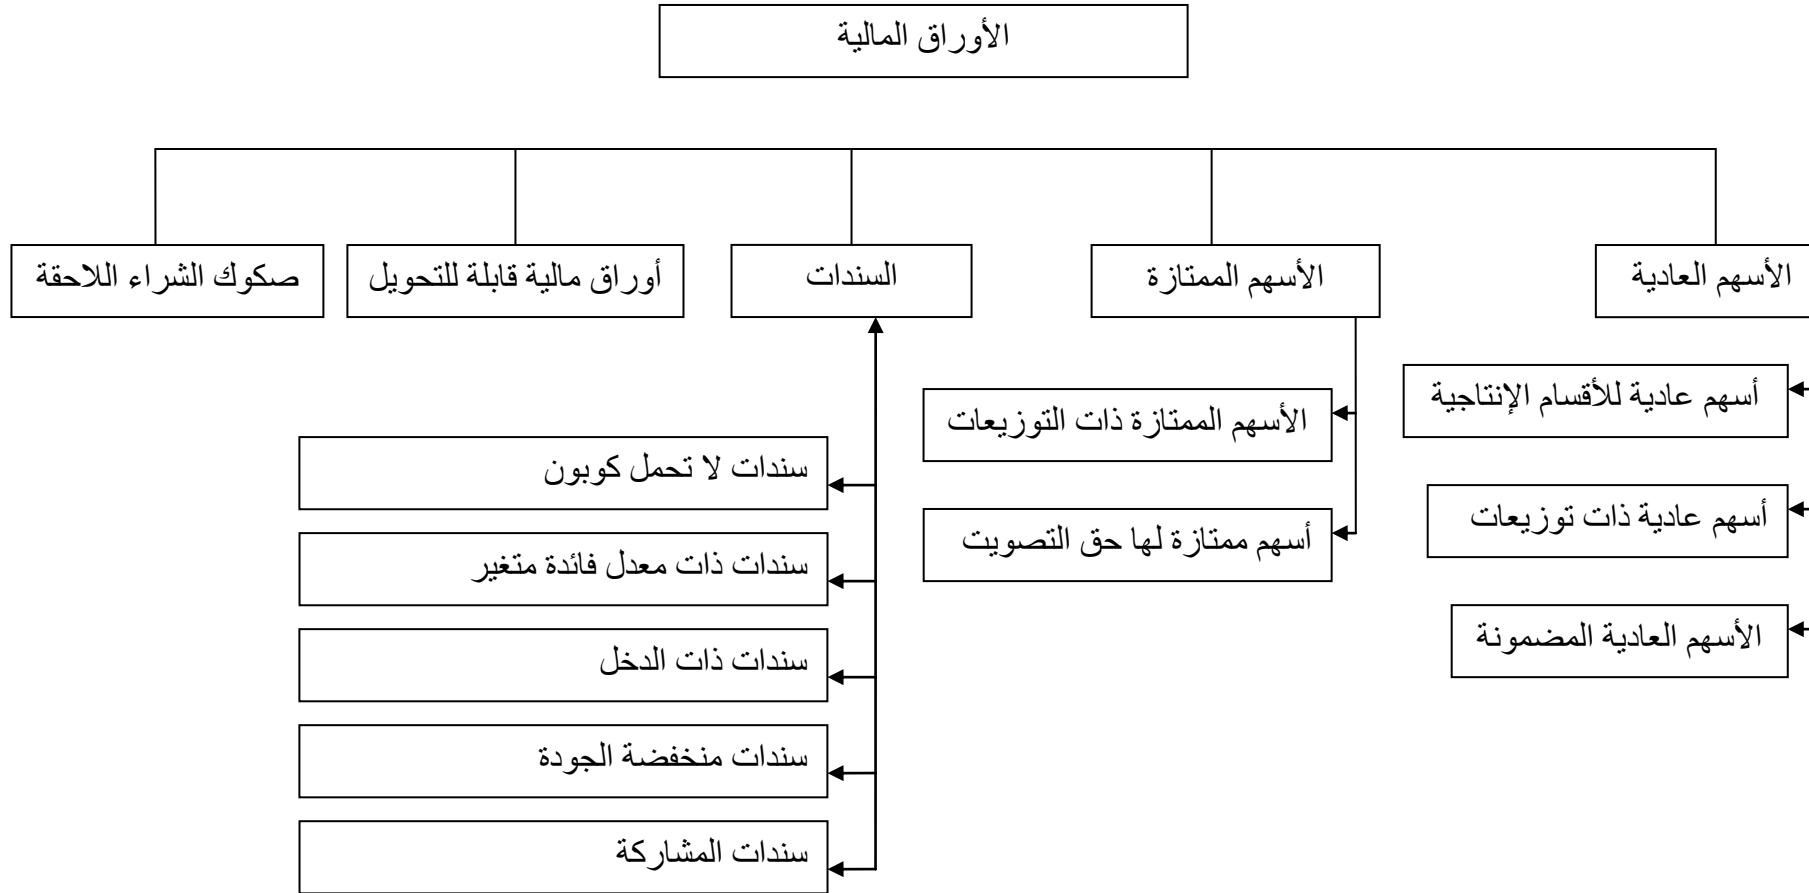 الأوراق المالية
الأسهم العادية
الأسهم الممتازة
السندات
أوراق مالية قابلة للتحويل
صكوك الشراء اللاحقة
أسهم عادية للأقسام الإنتاجية
أسهم عادية ذات توزيعات
الأسهم العادية المضمونة
الأسهم الممتازة ذات التوزيعات
أسهم ممتازة لها حق التصويت
سندات لا تحمل كوبون
سندات ذات معدل فائدة متغير
سندات ذات الدخل
سندات منخفضة الجودة
سندات المشاركة